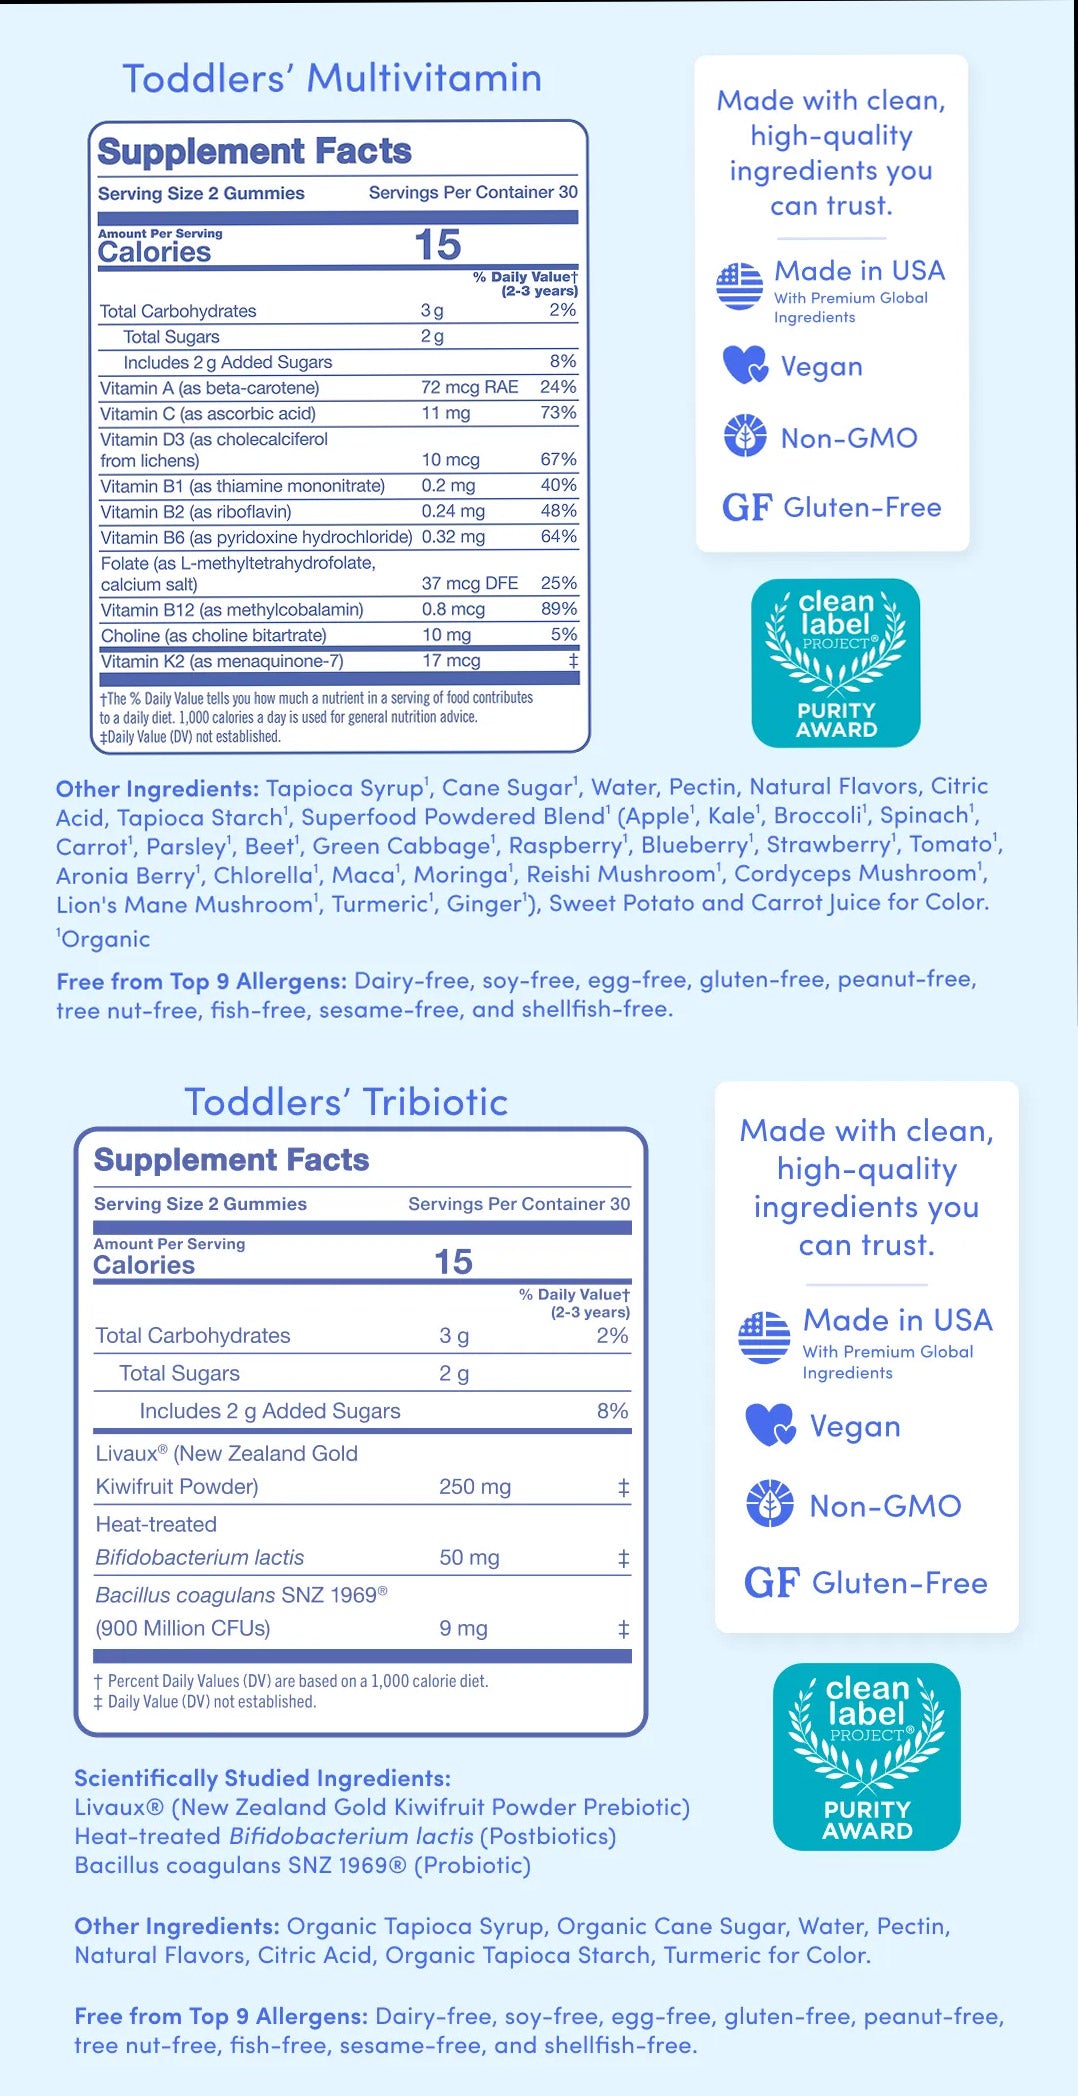 Toddlers' Multivitamin
Supplement Facts
Serving Size 2 Gummies Servings Per Container 30
Amount Per Serving
Calories 15
% Daily Value†
(2-3 years)
Total Carbohydrates 3 g 2%
Total Sugars 2 g
Includes 2 g Added Sugars 8%
Vitamin A (as beta-carotene) 72 mcg RAE 24%
Vitamin C (as ascorbic acid) 11 mg 73%
Vitamin D3 (as cholecalciferol
from lichens) 10 mcg 67%
Vitamin B1 (as thiamine mononitrate) 0.2 mg 40%
Vitamin B2 (as riboflavin) 0.24 mg 48%
Vitamin B6 (as pyridoxine hydrochloride) 0.32 mg 64%
Folate (as L-methyltetrahydrofolate,
calcium salt) 37 mcg DFE 25%
Vitamin B12 (as methylcobalamin) 0.8 mcg 89%
Choline (as choline bitartrate) 10 mg 5%
Vitamin K2 (as menaquinone-7) 17 mcg ‡
†The % Daily Value tells you how much a nutrient in a serving of food contributes
to a daily diet. 1,000 calories a day is used for general nutrition advice.
‡Daily Value (DV) not established.
Made with clean,
high-quality
ingredients you
can trust.
Made in USA
With Premium Global
Ingredients
Vegan
Non-GMO
GF Gluten-Free
clean
label
PROJECT®
PURITY
AWARD
Other Ingredients: Tapioca Syrup¹, Cane Sugar¹, Water, Pectin, Natural Flavors, Citric
Acid, Tapioca Starch¹, Superfood Powdered Blend¹ (Apple¹, Kale¹, Broccoli¹, Spinach¹,
Carrot¹, Parsley¹, Beet¹, Green Cabbage¹, Raspberry¹, Blueberry¹, Strawberry¹, Tomato¹,
Aronia Berry¹, Chlorella¹, Maca¹, Moringa¹, Reishi Mushroom¹, Cordyceps Mushroom¹,
Lion's Mane Mushroom¹, Turmeric¹, Ginger¹), Sweet Potato and Carrot Juice for Color.
¹Organic
Free from Top 9 Allergens: Dairy-free, soy-free, egg-free, gluten-free, peanut-free,
tree nut-free, fish-free, sesame-free, and shellfish-free.
Toddlers' Tribiotic
Supplement Facts
Serving Size 2 Gummies Servings Per Container 30
Amount Per Serving
Calories 15
% Daily Value†
(2-3 years)
Total Carbohydrates 3 g 2%
Total Sugars 2 g
Includes 2 g Added Sugars 8%
Livaux® (New Zealand Gold
Kiwifruit Powder) 250 mg ‡
Heat-treated
Bifidobacterium lactis 50 mg ‡
Bacillus coagulans SNZ 1969®
(900 Million CFUs) 9 mg ‡
† Percent Daily Values (DV) are based on a 1,000 calorie diet.
‡ Daily Value (DV) not established.
Made with clean,
high-quality
ingredients you
can trust.
Made in USA
With Premium Global
Ingredients
Vegan
Non-GMO
GF Gluten-Free
clean
label
PROJECT®
PURITY
AWARD
Scientifically Studied Ingredients:
Livaux® (New Zealand Gold Kiwifruit Powder Prebiotic)
Heat-treated Bifidobacterium lactis (Postbiotics)
Bacillus coagulans SNZ 1969® (Probiotic)
Other Ingredients: Organic Tapioca Syrup, Organic Cane Sugar, Water, Pectin,
Natural Flavors, Citric Acid, Organic Tapioca Starch, Turmeric for Color.
Free from Top 9 Allergens: Dairy-free, soy-free, egg-free, gluten-free, peanut-free,
tree nut-free, fish-free, sesame-free, and shellfish-free.